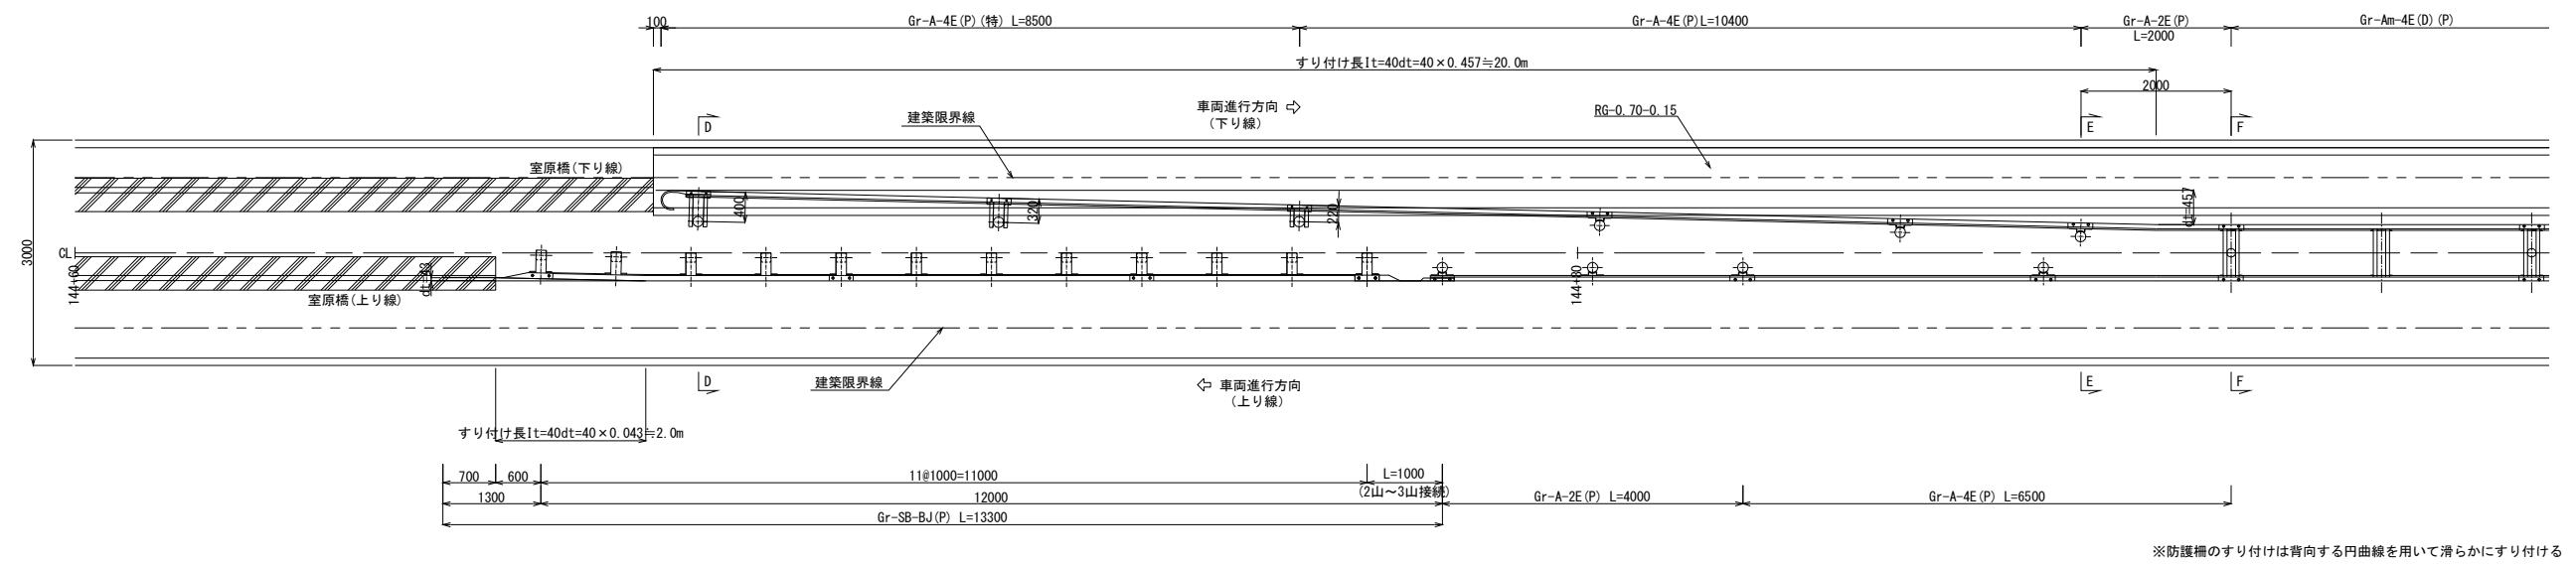 100
Gr-A-4E(P)(特) L=8500
Gr-A-4E(P)L=10400
Gr-A-2E(P)
L=2000
Gr-Am-4E(D)(P)
すり付け長It=40dt=40×0.457≒20.0m
2000
車両進行方向 ⇨
(下り線)
建築限界線
RG-0.70-0.15
D
E
F
室原橋(下り線)
400
320
220
dt=457
3000
CL
144+60
144+80
室原橋(上り線)
建築限界線
D
⇦ 車両進行方向
(上り線)
E
F
すり付け長It=40dt=40×0.043≒2.0m
700
600
11@1000=11000
L=1000
(2山～3山接続)
1300
12000
Gr-A-2E(P) L=4000
Gr-A-4E(P) L=6500
Gr-SB-BJ(P) L=13300
※防護柵のすり付けは背向する円曲線を用いて滑らかにすり付ける